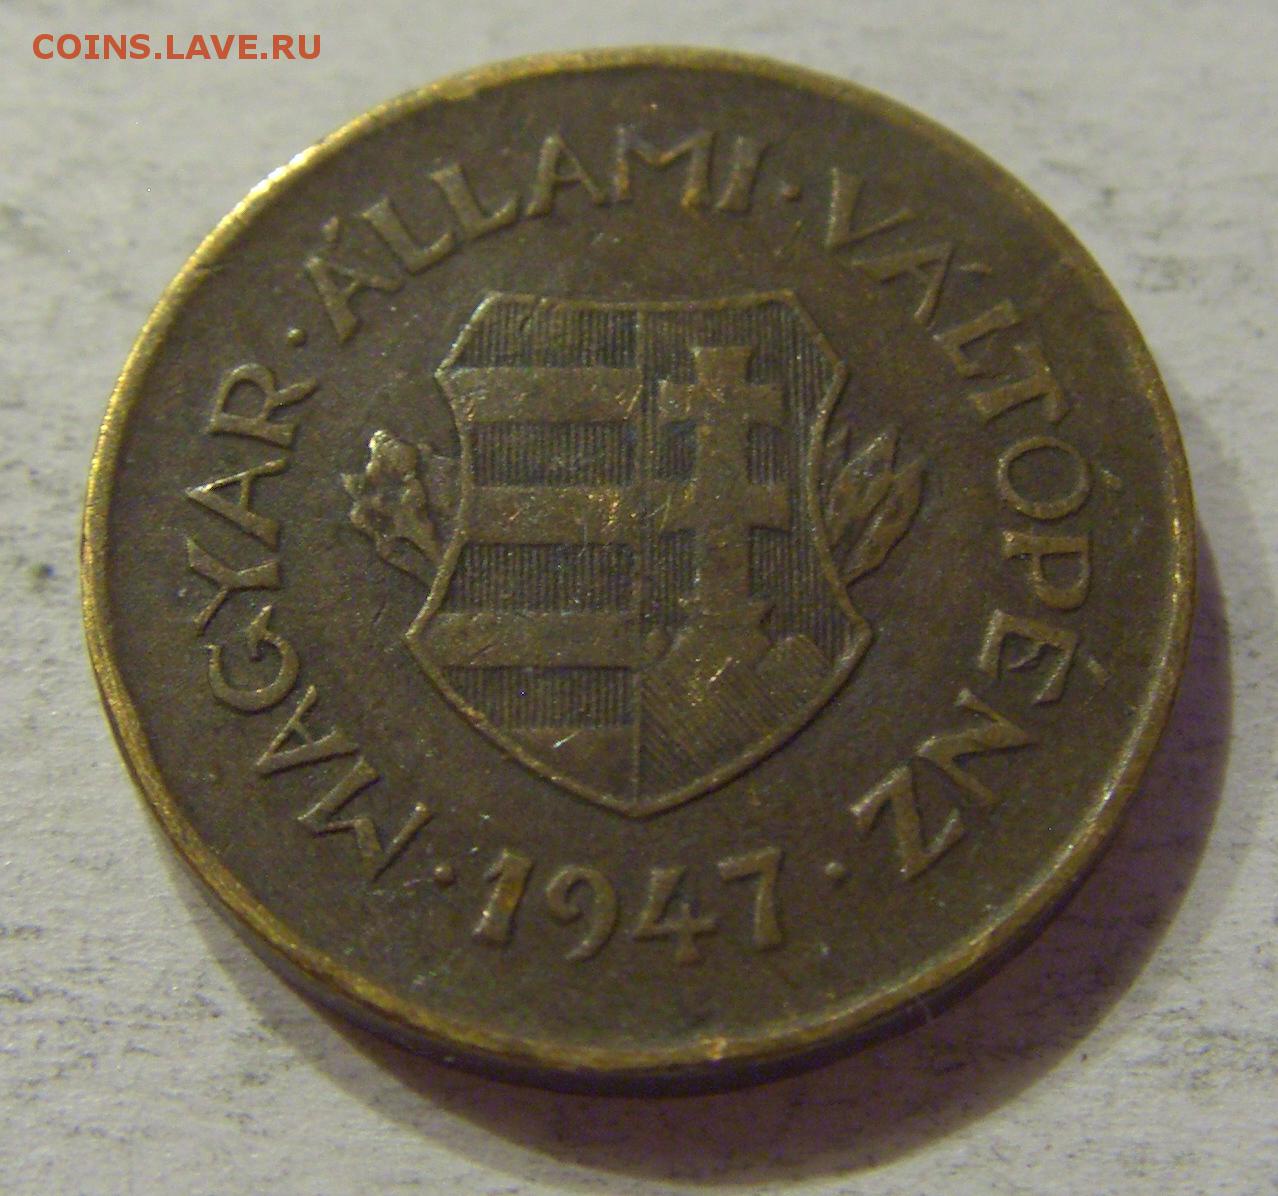 COINS.LAVE.RU
MAGYAR · ÁLLAMI · VÁLTÓPÉNZ
· 1947 ·